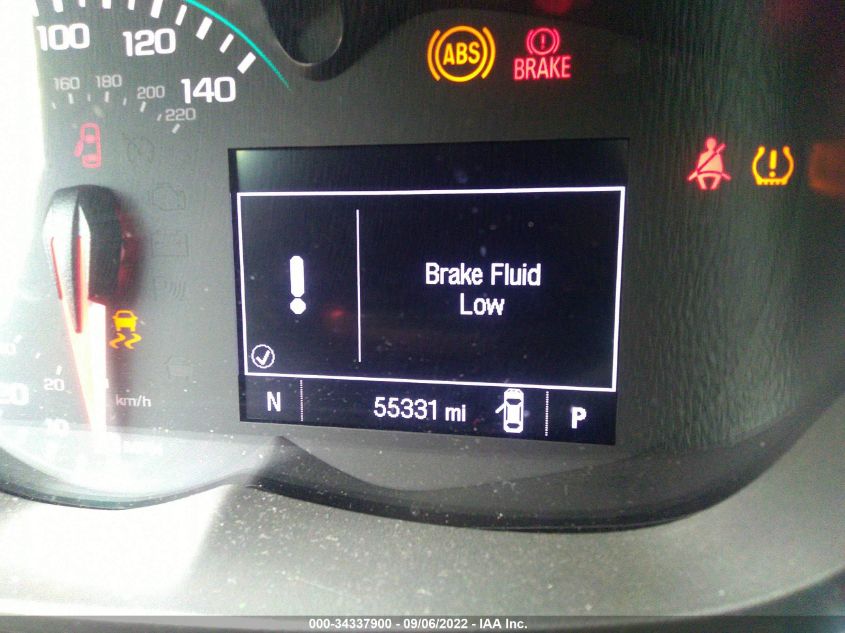 100 120 140
160 180 200 220
ABS
BRAKE
Brake Fluid
Low
20
20
km/h
N 55331 mi P
000-34337900 - 09/06/2022 - IAA Inc.